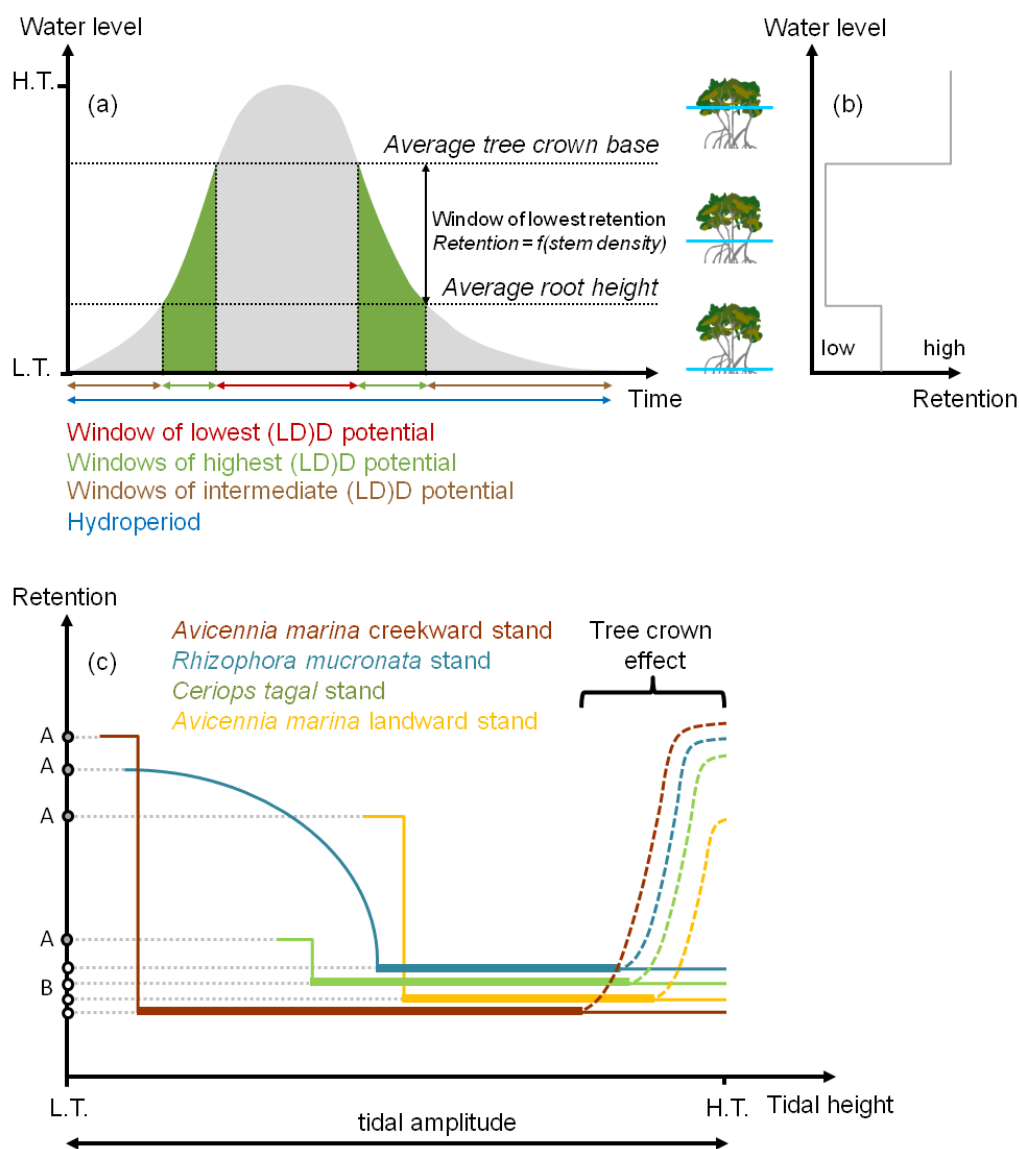 Water level
H.T.
(a)
Average tree crown base
Window of lowest retention
Retention = f(stem density)
Average root height
L.T.
Time
Window of lowest (LD)D potential
Windows of highest (LD)D potential
Windows of intermediate (LD)D potential
Hydroperiod
Water level
(b)
low
high
Retention
Retention
(c)
Avicennia marina creekward stand
Rhizophora mucronata stand
Ceriops tagal stand
Avicennia marina landward stand
Tree crown
effect
A
A
A
A
B
L.T.
H.T.
Tidal height
tidal amplitude